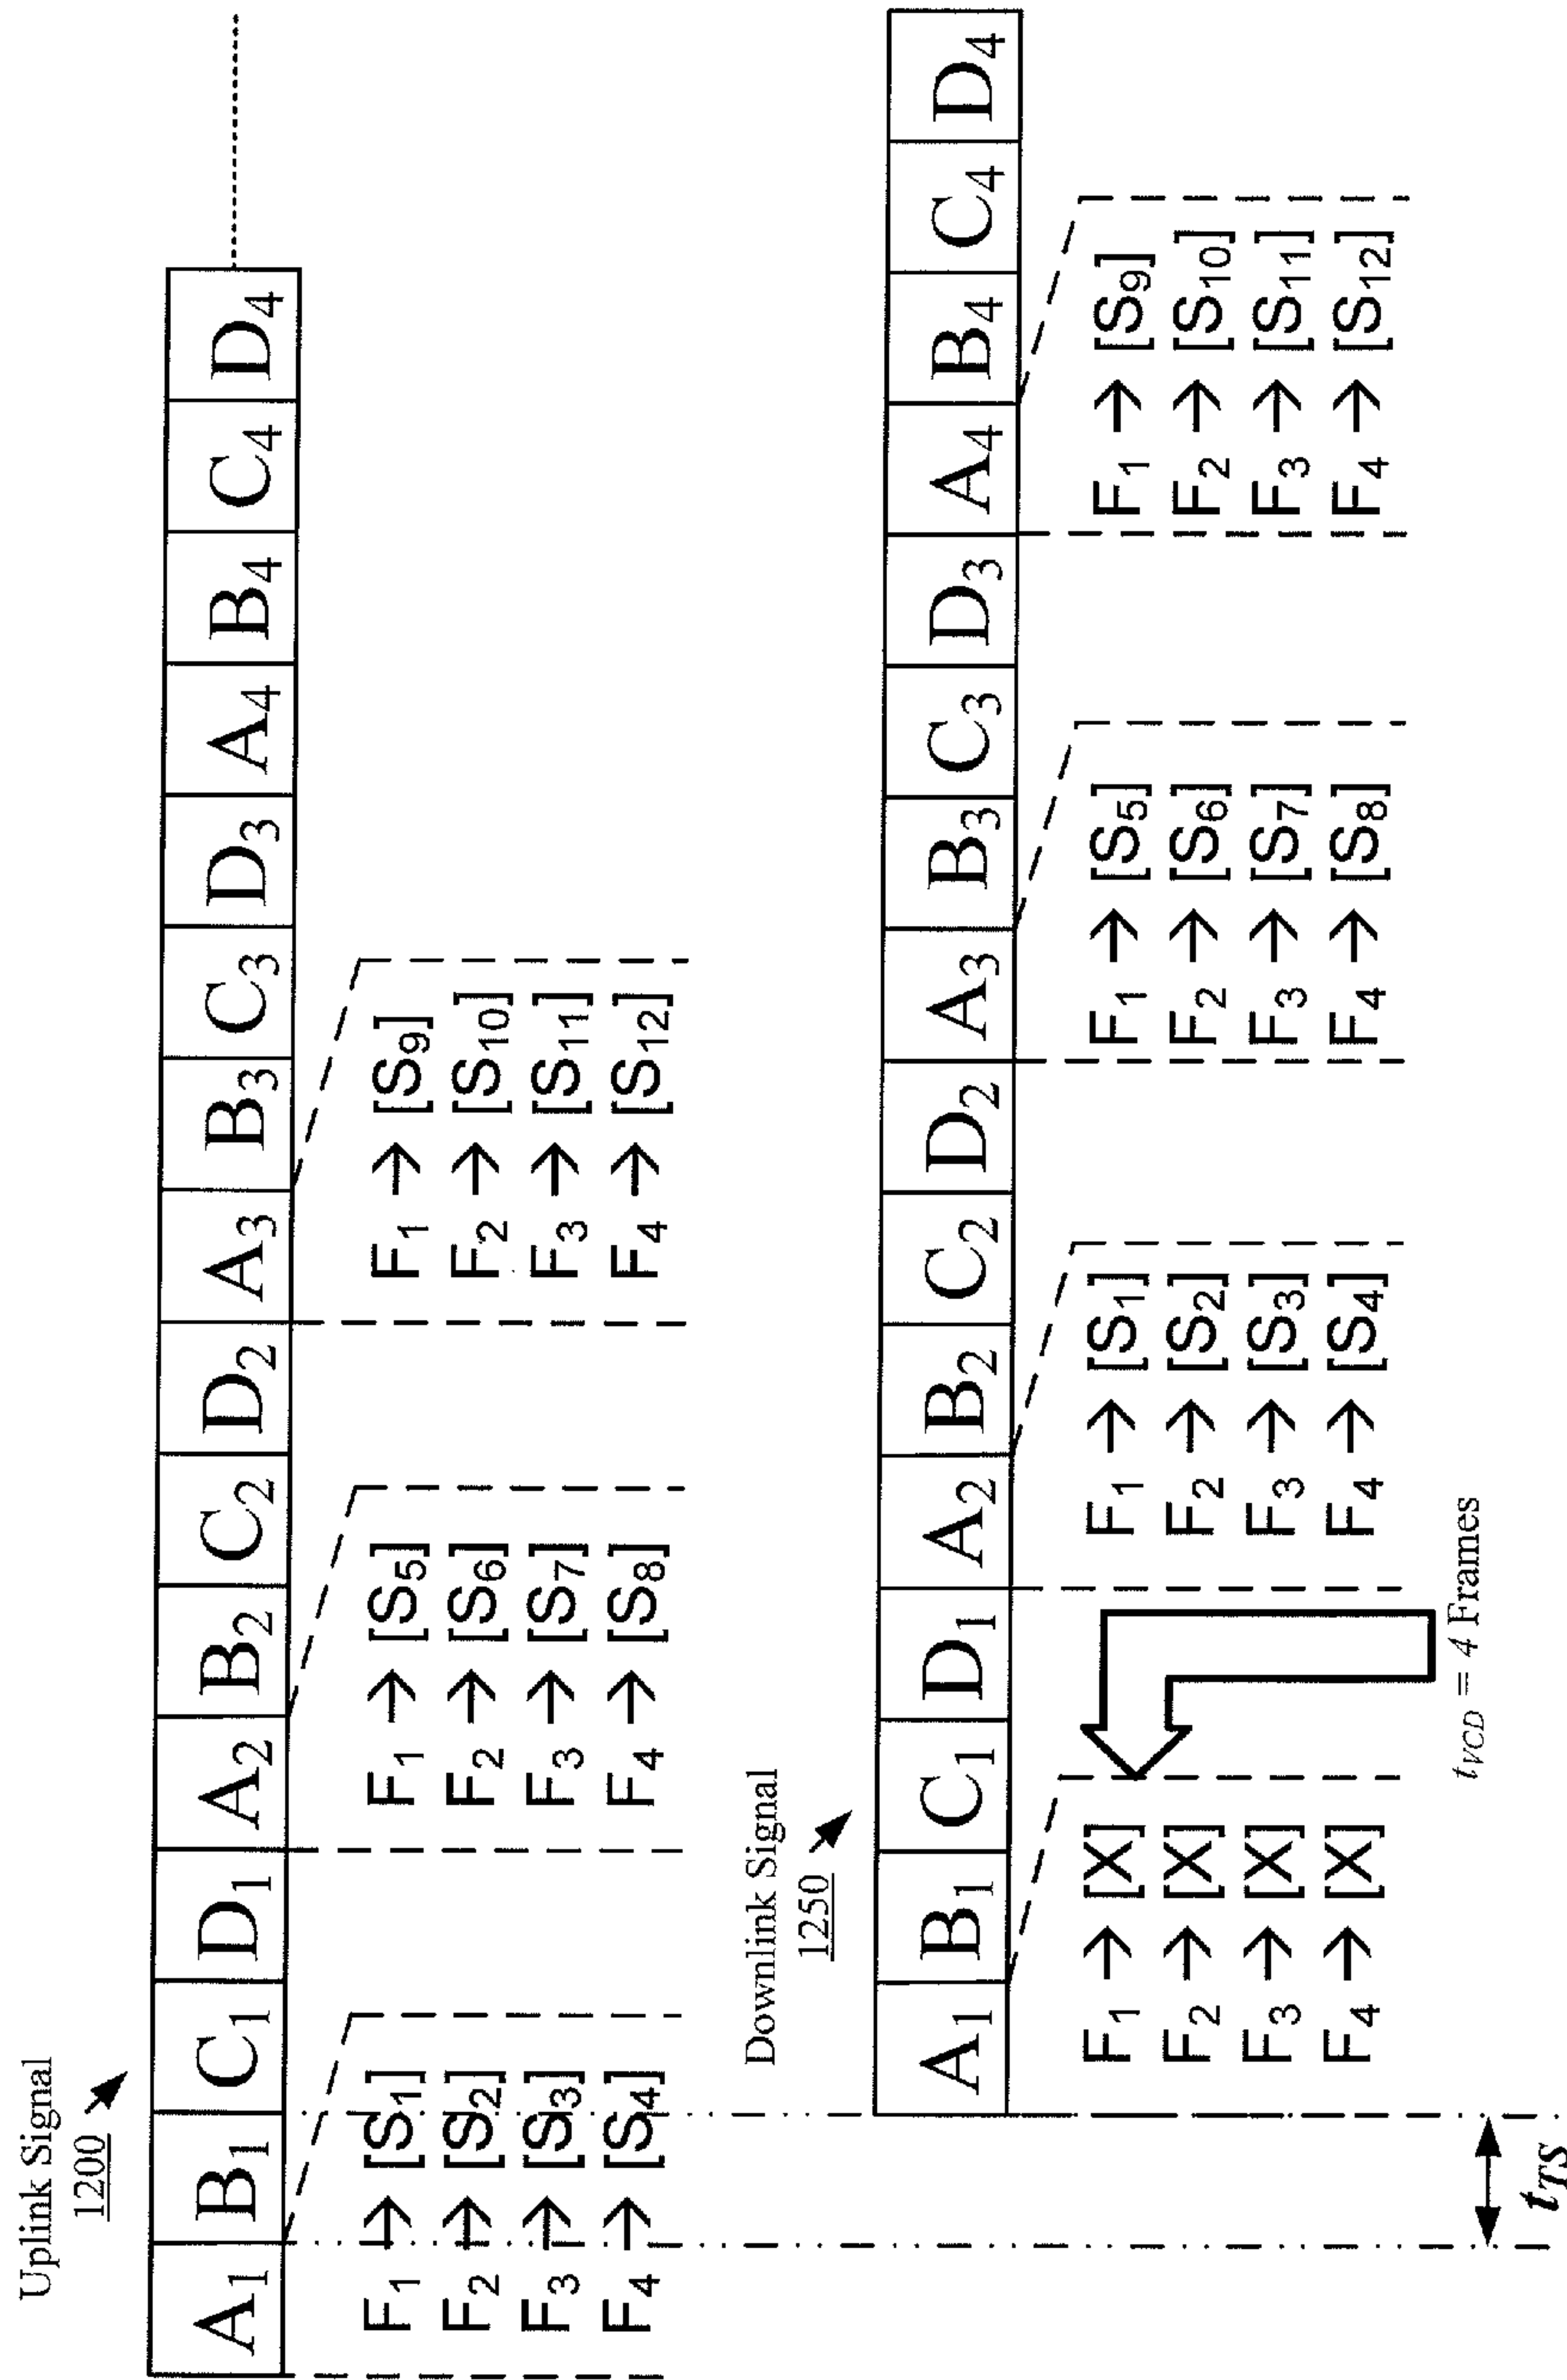 Uplink Signal
1200
A₁ B₁ C₁ D₁ A₂ B₂ C₂ D₂ A₃ B₃ C₃ D₃ A₄ B₄ C₄ D₄
F₁ → [S₁]
F₂ → [S₂]
F₃ → [S₃]
F₄ → [S₄]
F₁ → [S₅]
F₂ → [S₆]
F₃ → [S₇]
F₄ → [S₈]
F₁ → [S₉]
F₂ → [S₁₀]
F₃ → [S₁₁]
F₄ → [S₁₂]
Downlink Signal
1250
A₁ B₁ C₁ D₁ A₂ B₂ C₂ D₂ A₃ B₃ C₃ D₃ A₄ B₄ C₄ D₄
F₁ → [X]
F₂ → [X]
F₃ → [X]
F₄ → [X]
F₁ → [S₁]
F₂ → [S₂]
F₃ → [S₃]
F₄ → [S₄]
F₁ → [S₅]
F₂ → [S₆]
F₃ → [S₇]
F₄ → [S₈]
F₁ → [S₉]
F₂ → [S₁₀]
F₃ → [S₁₁]
F₄ → [S₁₂]
t_VCD = 4 Frames
t_TS